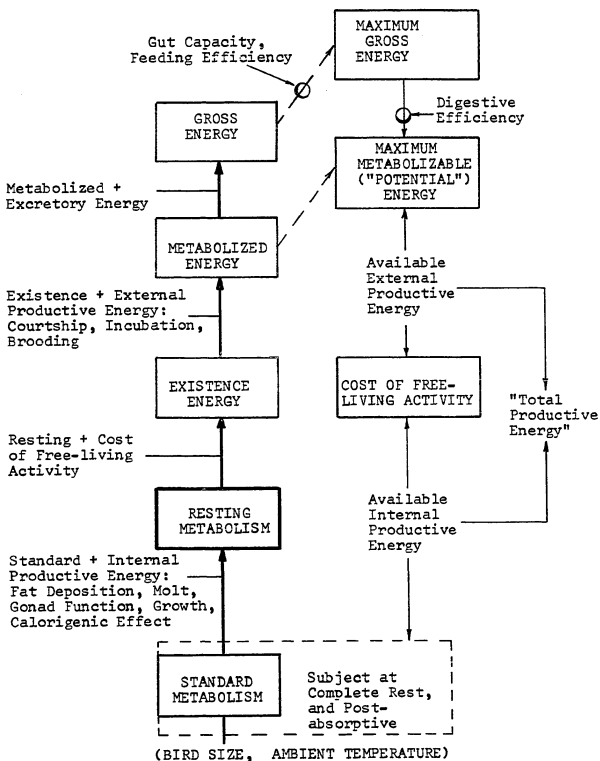 MAXIMUM
GROSS
ENERGY
Gut Capacity,
Feeding Efficiency
Digestive
Efficiency
GROSS
ENERGY
MAXIMUM
METABOLIZABLE
("POTENTIAL")
ENERGY
Metabolized +
Excretory Energy
METABOLIZED
ENERGY
Available
External
Productive
Energy
Existence + External
Productive Energy:
Courtship, Incubation,
Brooding
EXISTENCE
ENERGY
COST OF FREE-
LIVING ACTIVITY
"Total
Productive
Energy"
Resting + Cost
of Free-living
Activity
Available
Internal
Productive
Energy
RESTING
METABOLISM
Standard + Internal
Productive Energy:
Fat Deposition, Molt,
Gonad Function, Growth,
Calorigenic Effect
STANDARD
METABOLISM
Subject at
Complete Rest,
and Post-
absorptive
(BIRD SIZE, AMBIENT TEMPERATURE)